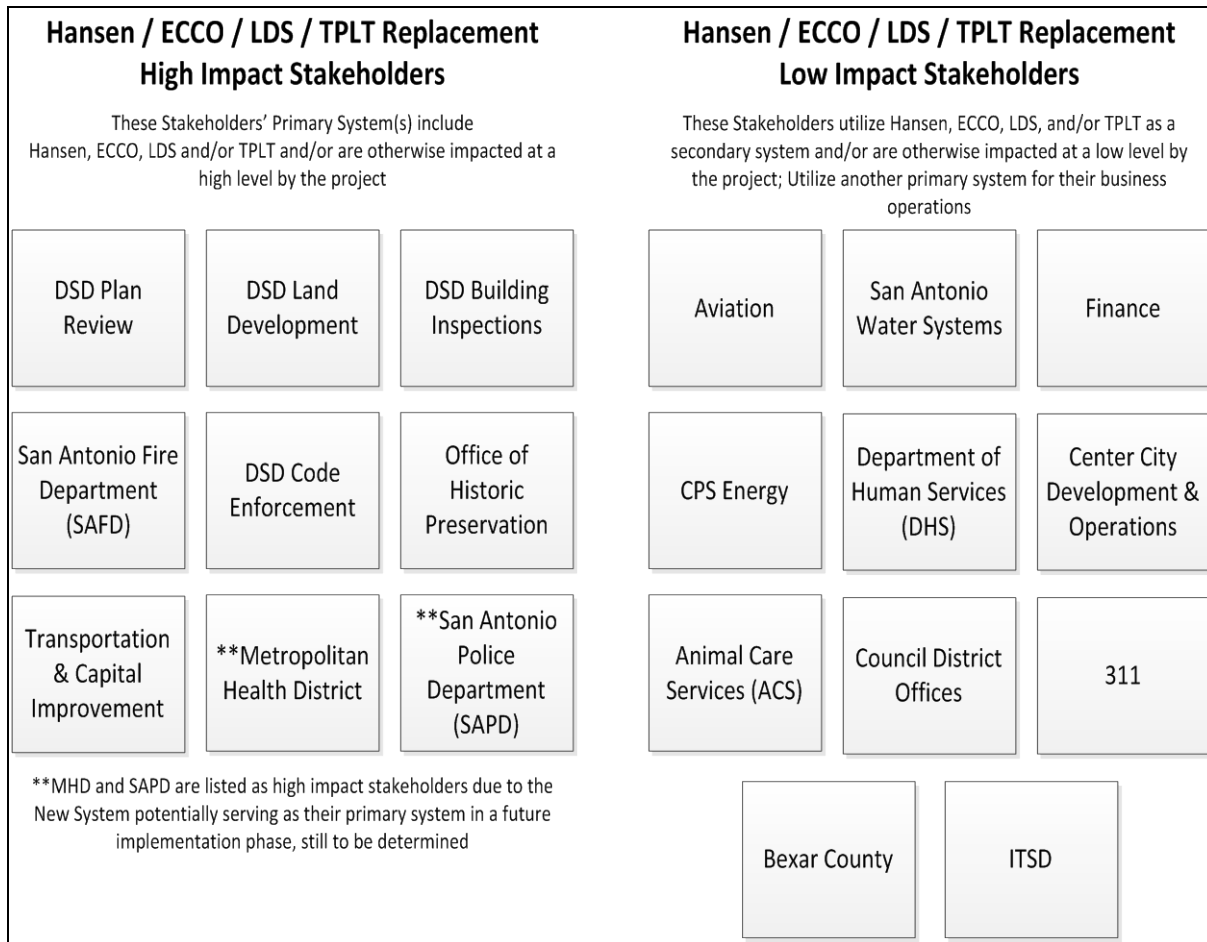 Hansen / ECCO / LDS / TPLT Replacement
High Impact Stakeholders
These Stakeholders' Primary System(s) include
Hansen, ECCO, LDS and/or TPLT and/or are otherwise impacted at a
high level by the project
DSD Plan
Review
DSD Land
Development
DSD Building
Inspections
San Antonio Fire
Department
(SAFD)
DSD Code
Enforcement
Office of
Historic
Preservation
Transportation
& Capital
Improvement
**Metropolitan
Health District
**San Antonio
Police
Department
(SAPD)
**MHD and SAPD are listed as high impact stakeholders due to the
New System potentially serving as their primary system in a future
implementation phase, still to be determined
Hansen / ECCO / LDS / TPLT Replacement
Low Impact Stakeholders
These Stakeholders utilize Hansen, ECCO, LDS, and/or TPLT as a
secondary system and/or are otherwise impacted at a low level by
the project; Utilize another primary system for their business
operations
Aviation
San Antonio
Water Systems
Finance
CPS Energy
Department of
Human Services
(DHS)
Center City
Development &
Operations
Animal Care
Services (ACS)
Council District
Offices
311
Bexar County
ITSD